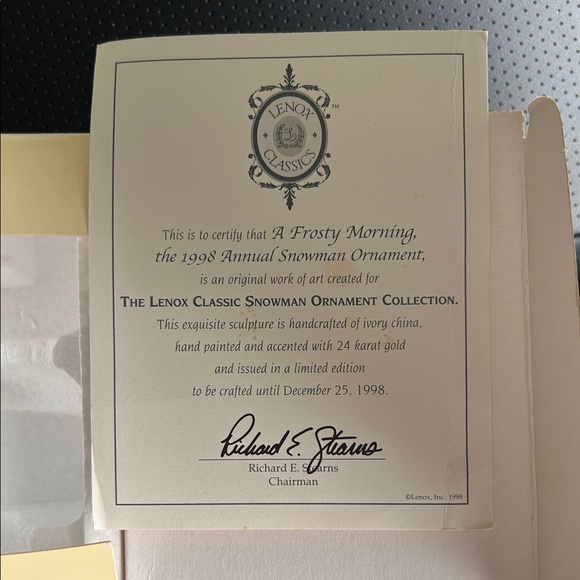 LENOX ™
CLASSICS
This is to certify that A Frosty Morning,
the 1998 Annual Snowman Ornament,
is an original work of art created for
THE LENOX CLASSIC SNOWMAN ORNAMENT COLLECTION.
This exquisite sculpture is handcrafted of ivory china,
hand painted and accented with 24 karat gold
and issued in a limited edition
to be crafted until December 25, 1998.
Richard E. Stearns
Richard E. Stearns
Chairman
©Lenox, Inc. 1998